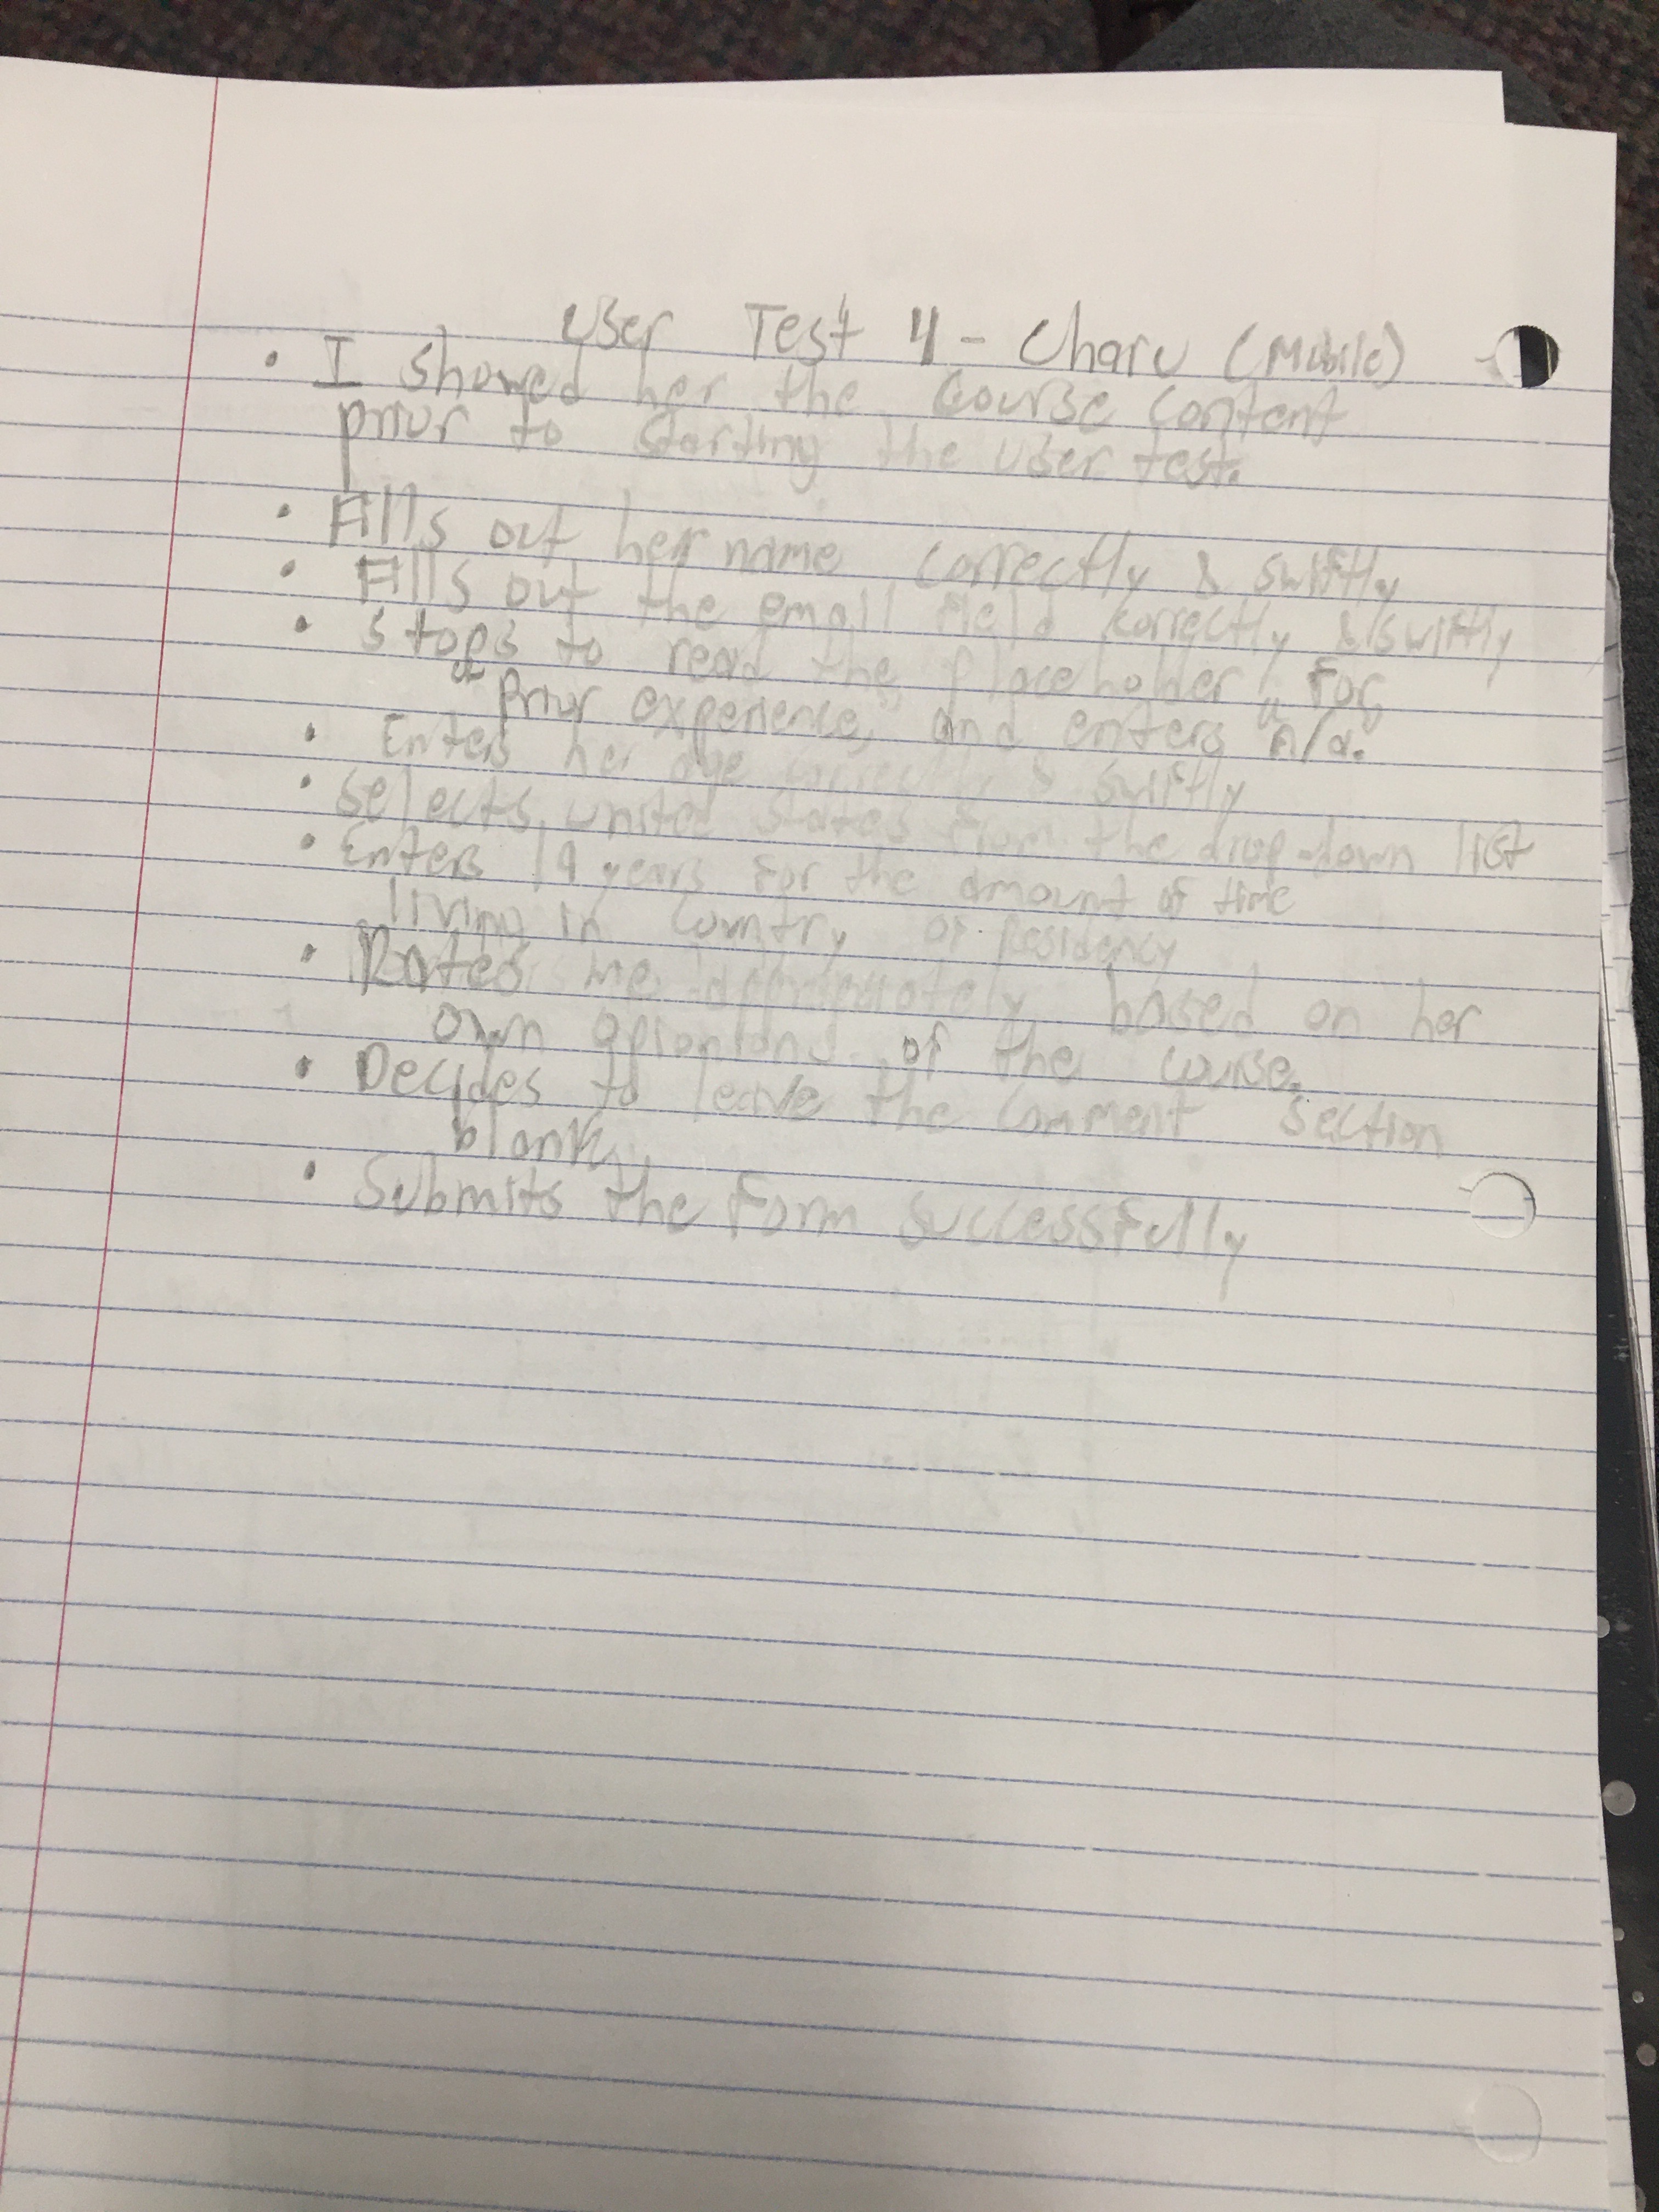 User Test 4 - Charu (Mobile)
• I showed her the course content
prior to starting the user test.
• Fills out her name correctly & swiftly
• Fills out the email field correctly & swiftly
• Stops to read the placeholder for
"Prior experience," and enters "n/a."
• Enters her age correctly & swiftly
• Selects united states from the drop-down list
• Enters 19 years for the amount of time
living in country of residency
• Rates me appropriately based on her
own of the course.
• Decides to leave the comment section
blank.
• Submits the form successfully